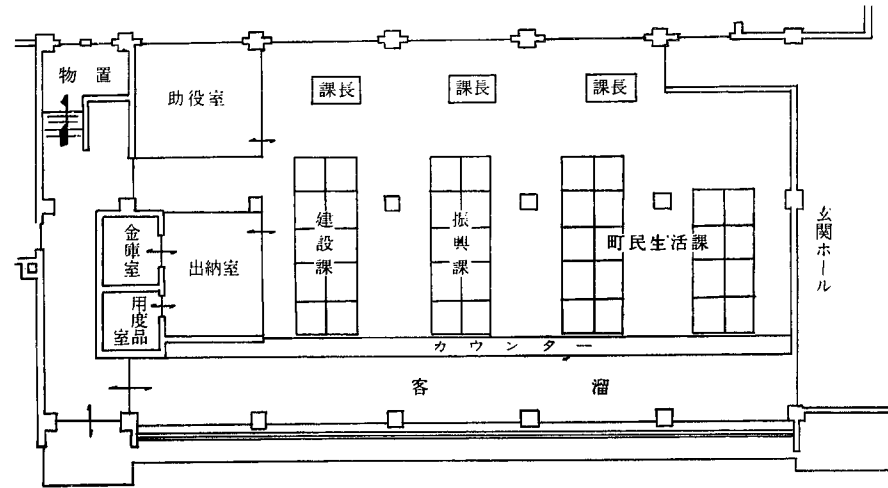 物置
助役室
課長
課長
課長
金庫室
出納室
用度品室
建設課
振興課
町民生活課
玄関ホール
カウンター
客溜